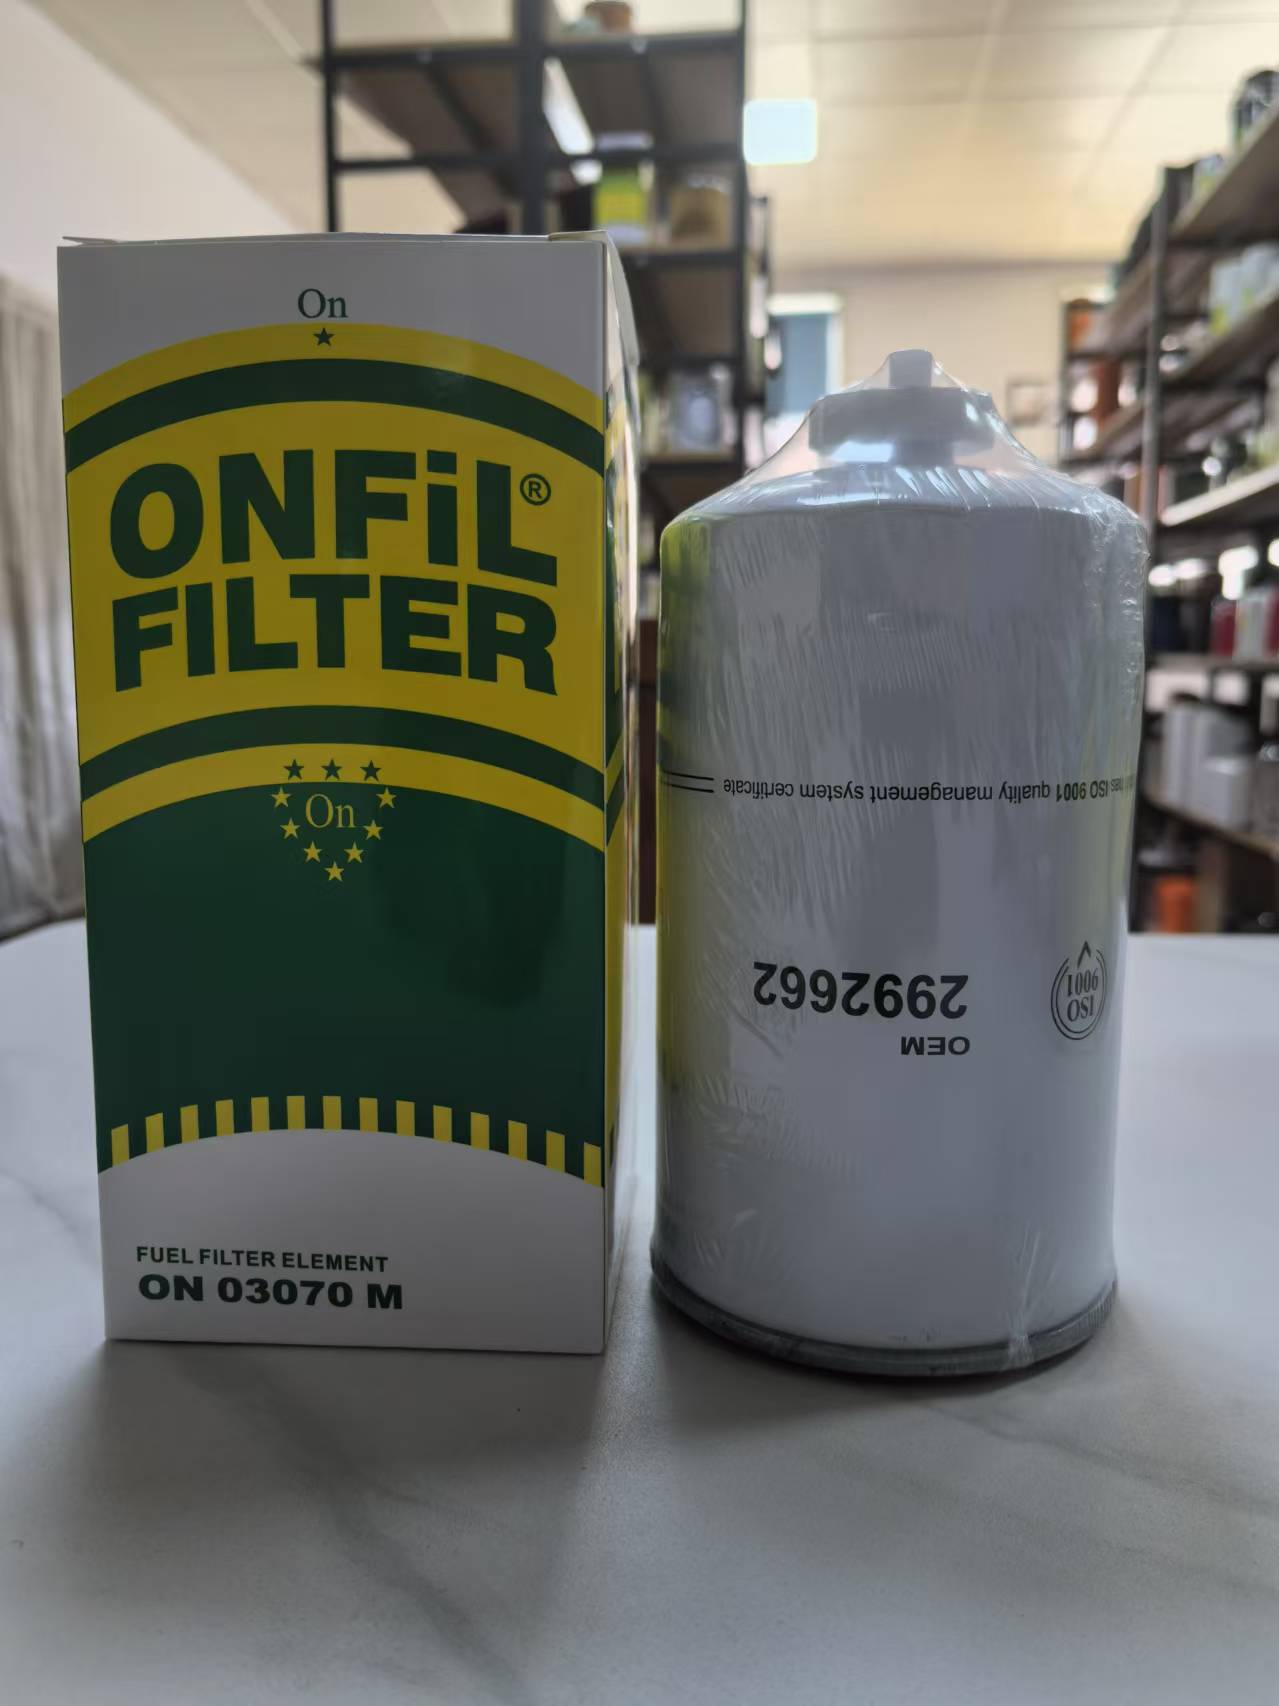 On
ONFiL®
FILTER
On
FUEL FILTER ELEMENT
ON 03070 M
ISO 9001 quality management system certificate
OEM
2992662
ISO
9001